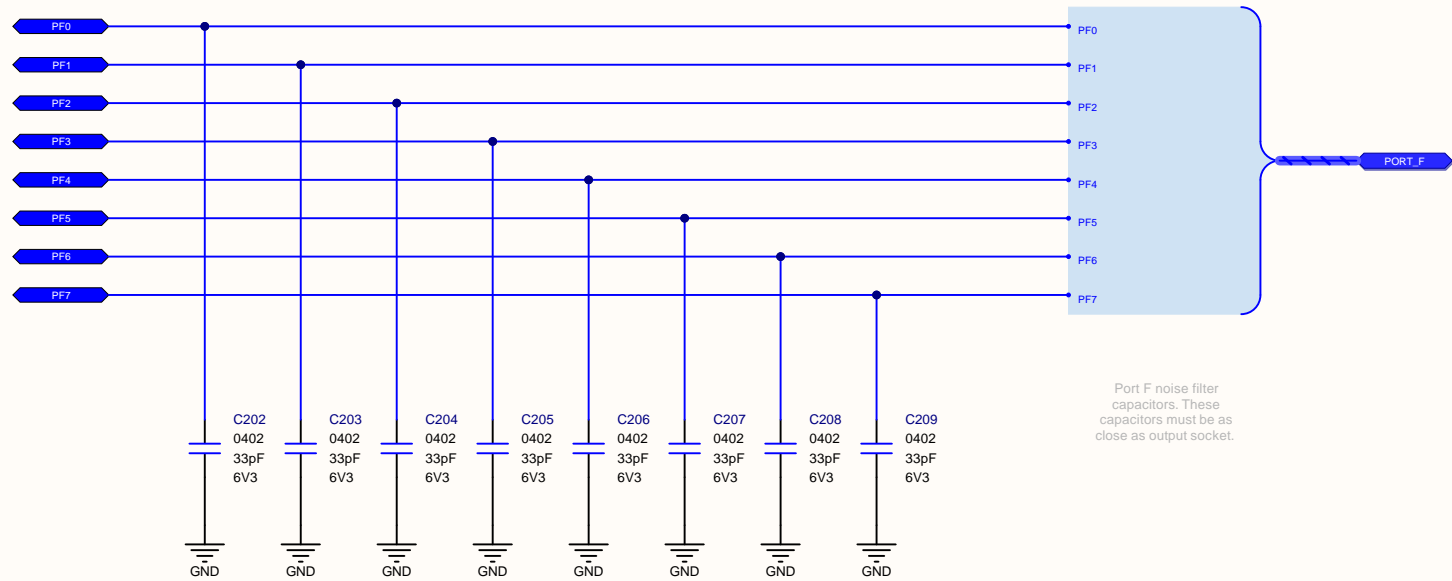 PF0
PF1
PF2
PF3
PF4
PF5
PF6
PF7
PF0
PF1
PF2
PF3
PF4
PF5
PF6
PF7
PORT_F
Port F noise filter
capacitors. These
capacitors must be as
close as output socket.
C202
0402
33pF
6V3
GND
C203
0402
33pF
6V3
GND
C204
0402
33pF
6V3
GND
C205
0402
33pF
6V3
GND
C206
0402
33pF
6V3
GND
C207
0402
33pF
6V3
GND
C208
0402
33pF
6V3
GND
C209
0402
33pF
6V3
GND